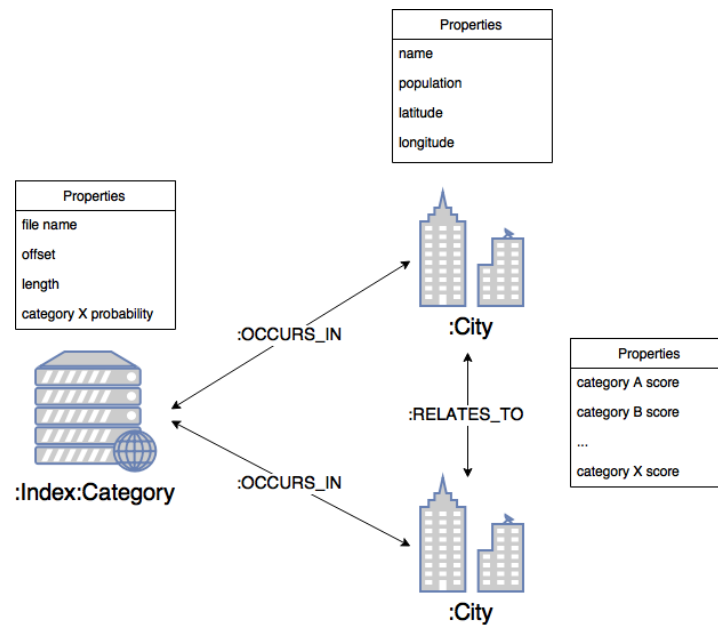 Properties
name
population
latitude
longitude
Properties
file name
offset
length
category X probability
:City
:OCCURS_IN
Properties
category A score
category B score
...
category X score
:RELATES_TO
:Index:Category
:OCCURS_IN
:City